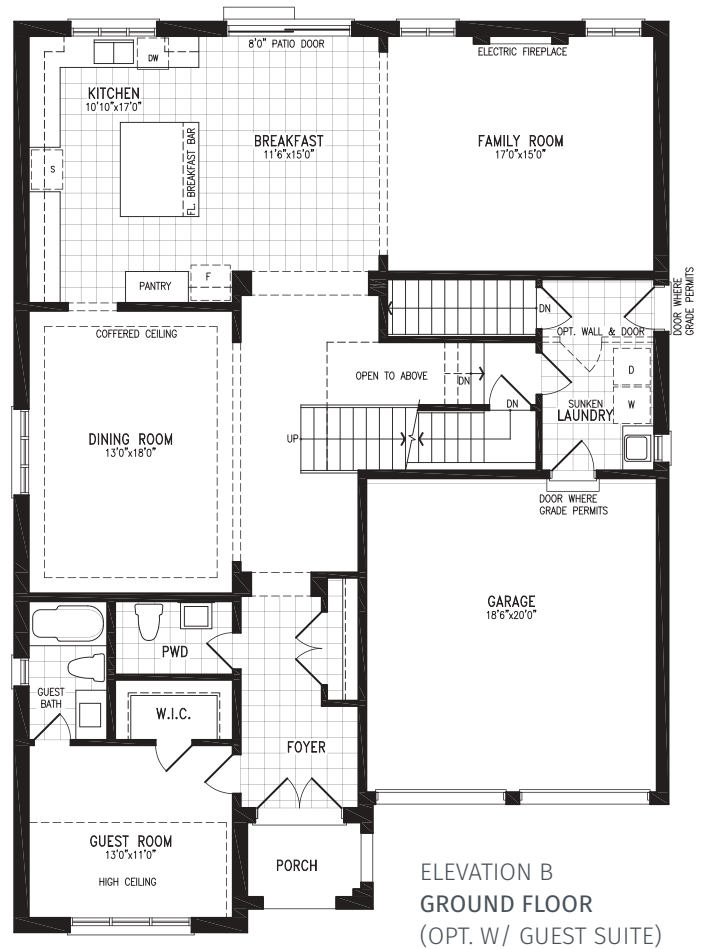 8'0" PATIO DOOR
ELECTRIC FIREPLACE
DW
KITCHEN
10'10"x17'0"
BREAKFAST
11'6"x15'0"
FAMILY ROOM
17'0"x15'0"
FL. BREAKFAST BAR
S
PANTRY
F
DN
DOOR WHERE
GRADE PERMITS
COFFERED CEILING
OPT. WALL & DOOR
OPEN TO ABOVE
DN
D
DN
SUNKEN
W
LAUNDRY
UP
DINING ROOM
13'0"x18'0"
DOOR WHERE
GRADE PERMITS
GARAGE
18'6"x20'0"
PWD
GUEST
BATH
W.I.C.
FOYER
GUEST ROOM
13'0"x11'0"
HIGH CEILING
PORCH
ELEVATION B
GROUND FLOOR
(OPT. W/ GUEST SUITE)